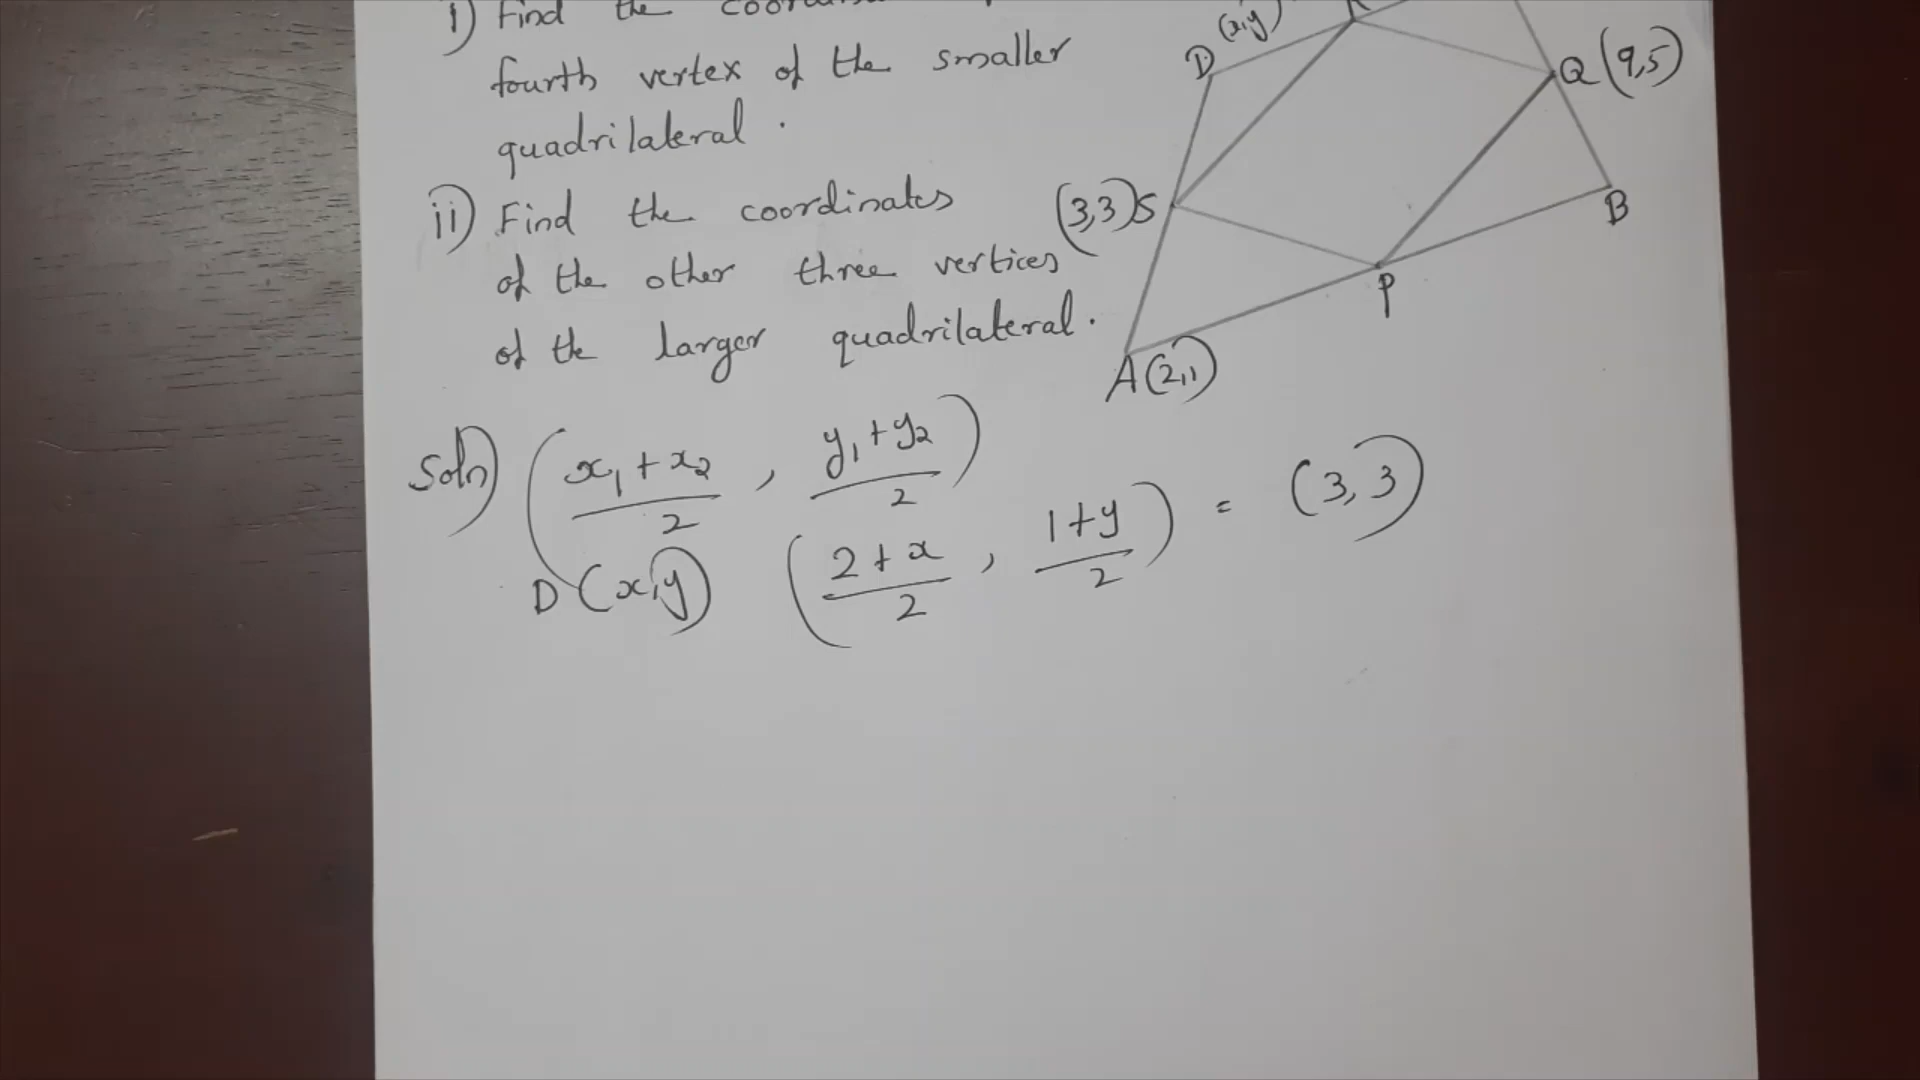 i) Find the
fourth vertex of the smaller
quadrilateral.
ii) Find the coordinates
of the other three vertices
of the larger quadrilateral.
D (x,y)
Q (9,5)
(3,3) S
B
P
A(2,1)
Soln) (x₁+x₂/2 , y₁+y₂/2)
D (x,y) (2+x/2 , 1+y/2) = (3,3)